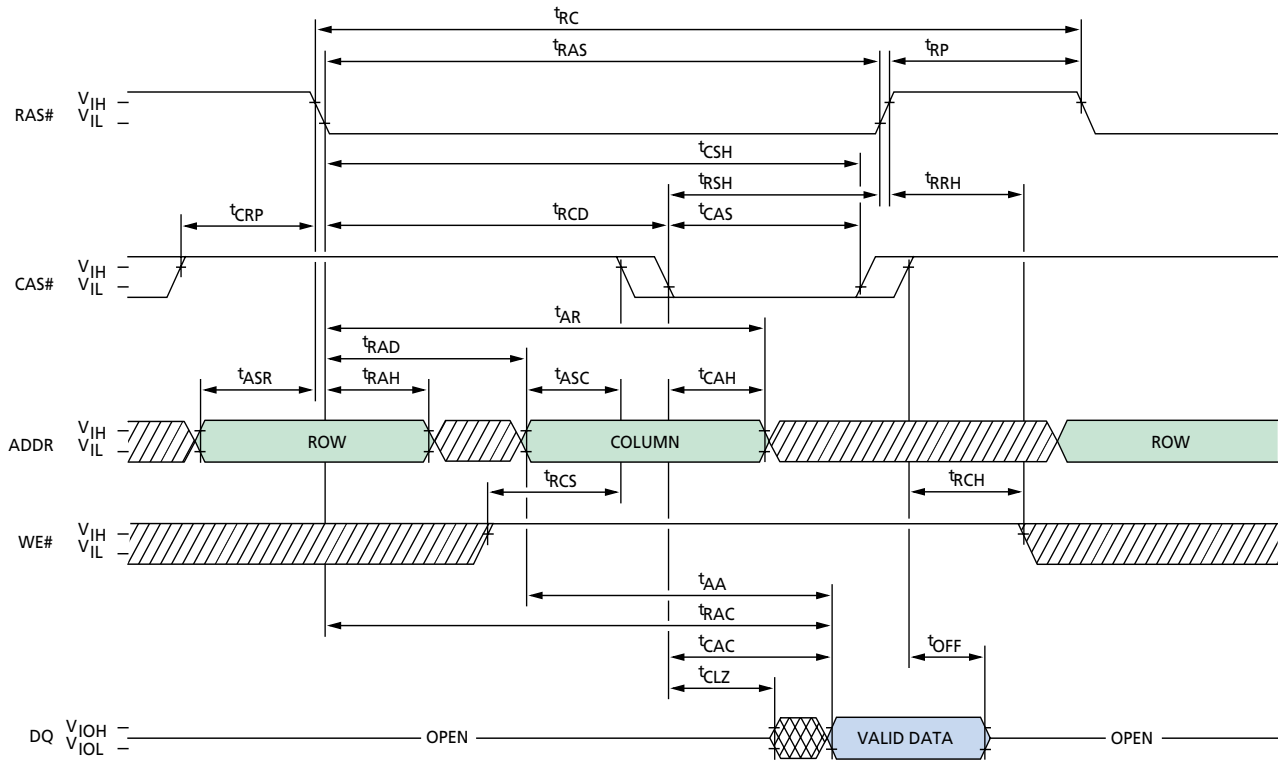 tRC
tRAS
tRP
RAS#
VIH
VIL
tCSH
tRSH
tRRH
tCRP
tRCD
tCAS
CAS#
VIH
VIL
tAR
tRAD
tASR
tRAH
tASC
tCAH
ADDR
VIH
VIL
ROW
COLUMN
ROW
tRCS
tRCH
WE#
VIH
VIL
tAA
tRAC
tCAC
tOFF
tCLZ
DQ
VIOH
VIOL
OPEN
VALID DATA
OPEN